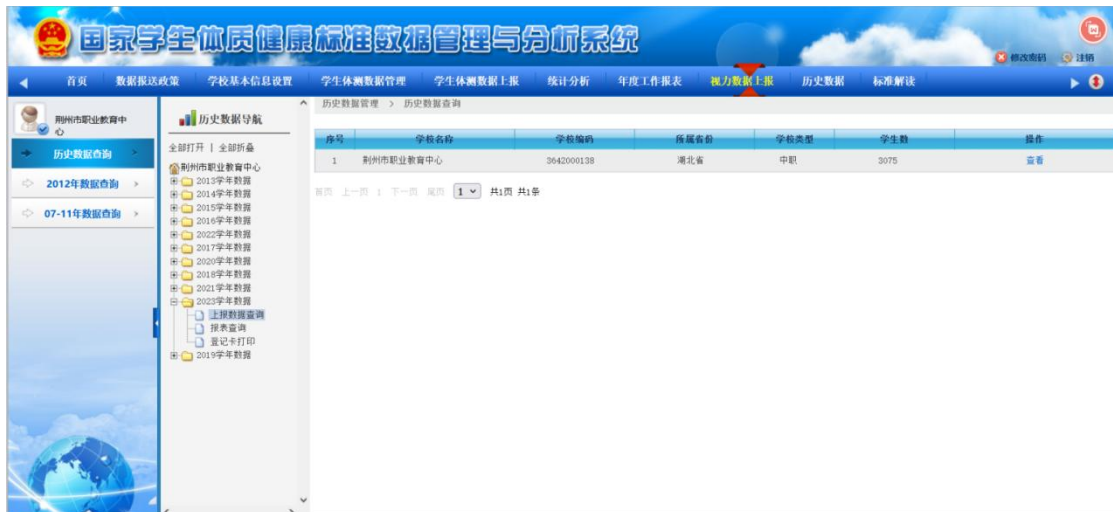 国家学生体质健康标准数据管理与分析系统
修改密码 注销
首页 数据报送政策 学校基本信息设置 学生体测数据管理 学生体测数据上报 统计分析 年度工作报表 视力数据上报 历史数据 标准解读
荆州市职业教育中心
历史数据查询
2012年数据查询
07-11年数据查询
历史数据导航
全部打开 | 全部折叠
荆州市职业教育中心
2013学年数据
2014学年数据
2015学年数据
2016学年数据
2022学年数据
2017学年数据
2020学年数据
2018学年数据
2021学年数据
2023学年数据
上报数据查询
报表查询
登记卡打印
2019学年数据
历史数据管理 > 历史数据查询
序号 学校名称 学校编码 所属省份 学校类型 学生数 操作
1 荆州市职业教育中心 3642000138 湖北省 中职 3075 查看
首页 上一页 1 下一页 尾页 1 共1页 共1条